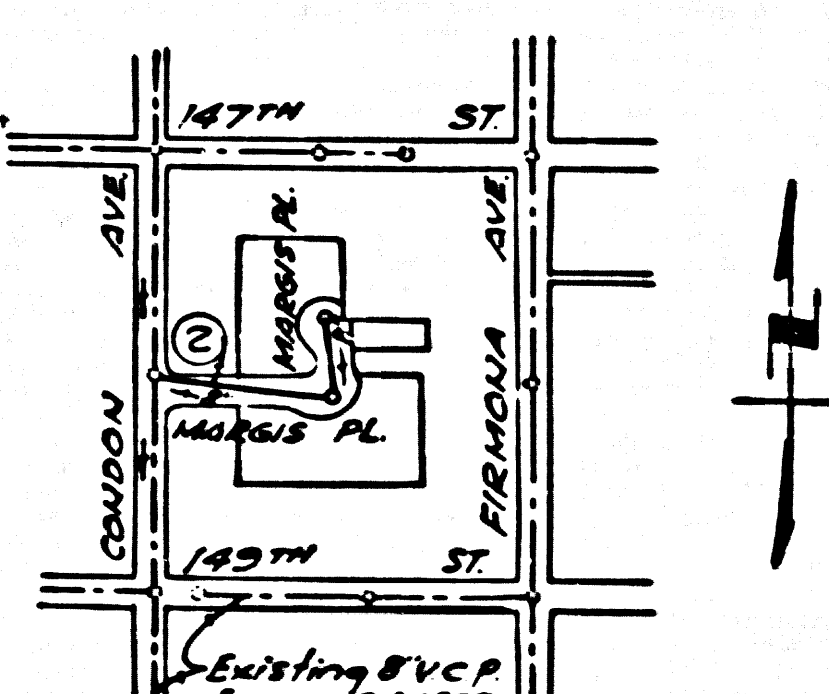 147TH ST.
CONDON AVE.
FIRMONA AVE.
MARGIS PL.
2
MARGIS PL.
N
149TH ST.
Existing 8" V.C.P.